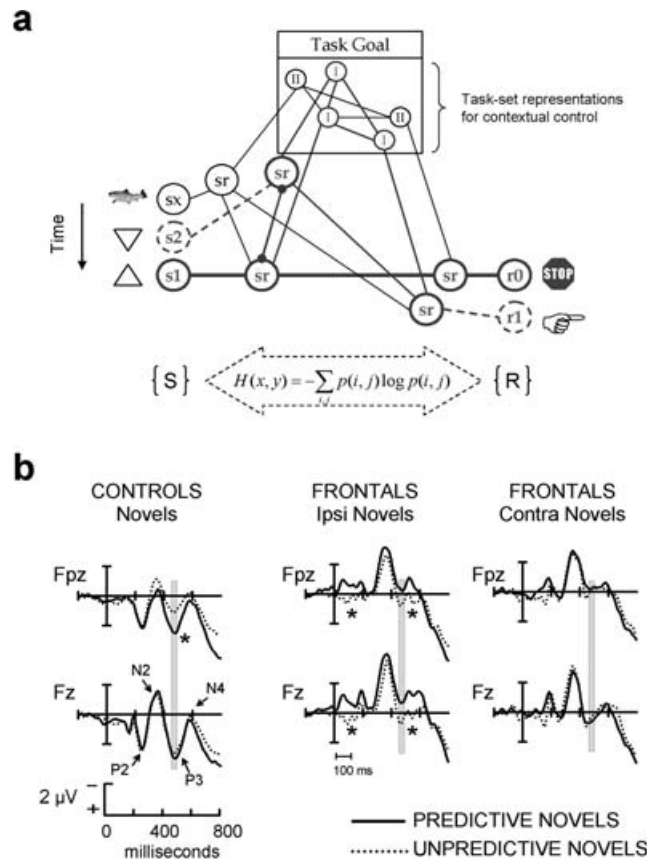 a
Task Goal
II
I
I
II
I
Task-set representations
for contextual control
Time
sx
sr
sr
s2
s1
sr
sr
r0
STOP
sr
r1
{S}
H(x, y) = -∑ p(i, j) log p(i, j)
i,j
{R}
b
CONTROLS
Novels
FRONTALS
Ipsi Novels
FRONTALS
Contra Novels
Fpz
*
Fpz
* *
Fpz
Fz
N2
N4
P2
P3
Fz
* *
Fz
100 ms
2 μV
−
+
0 400 800
milliseconds
PREDICTIVE NOVELS
UNPREDICTIVE NOVELS